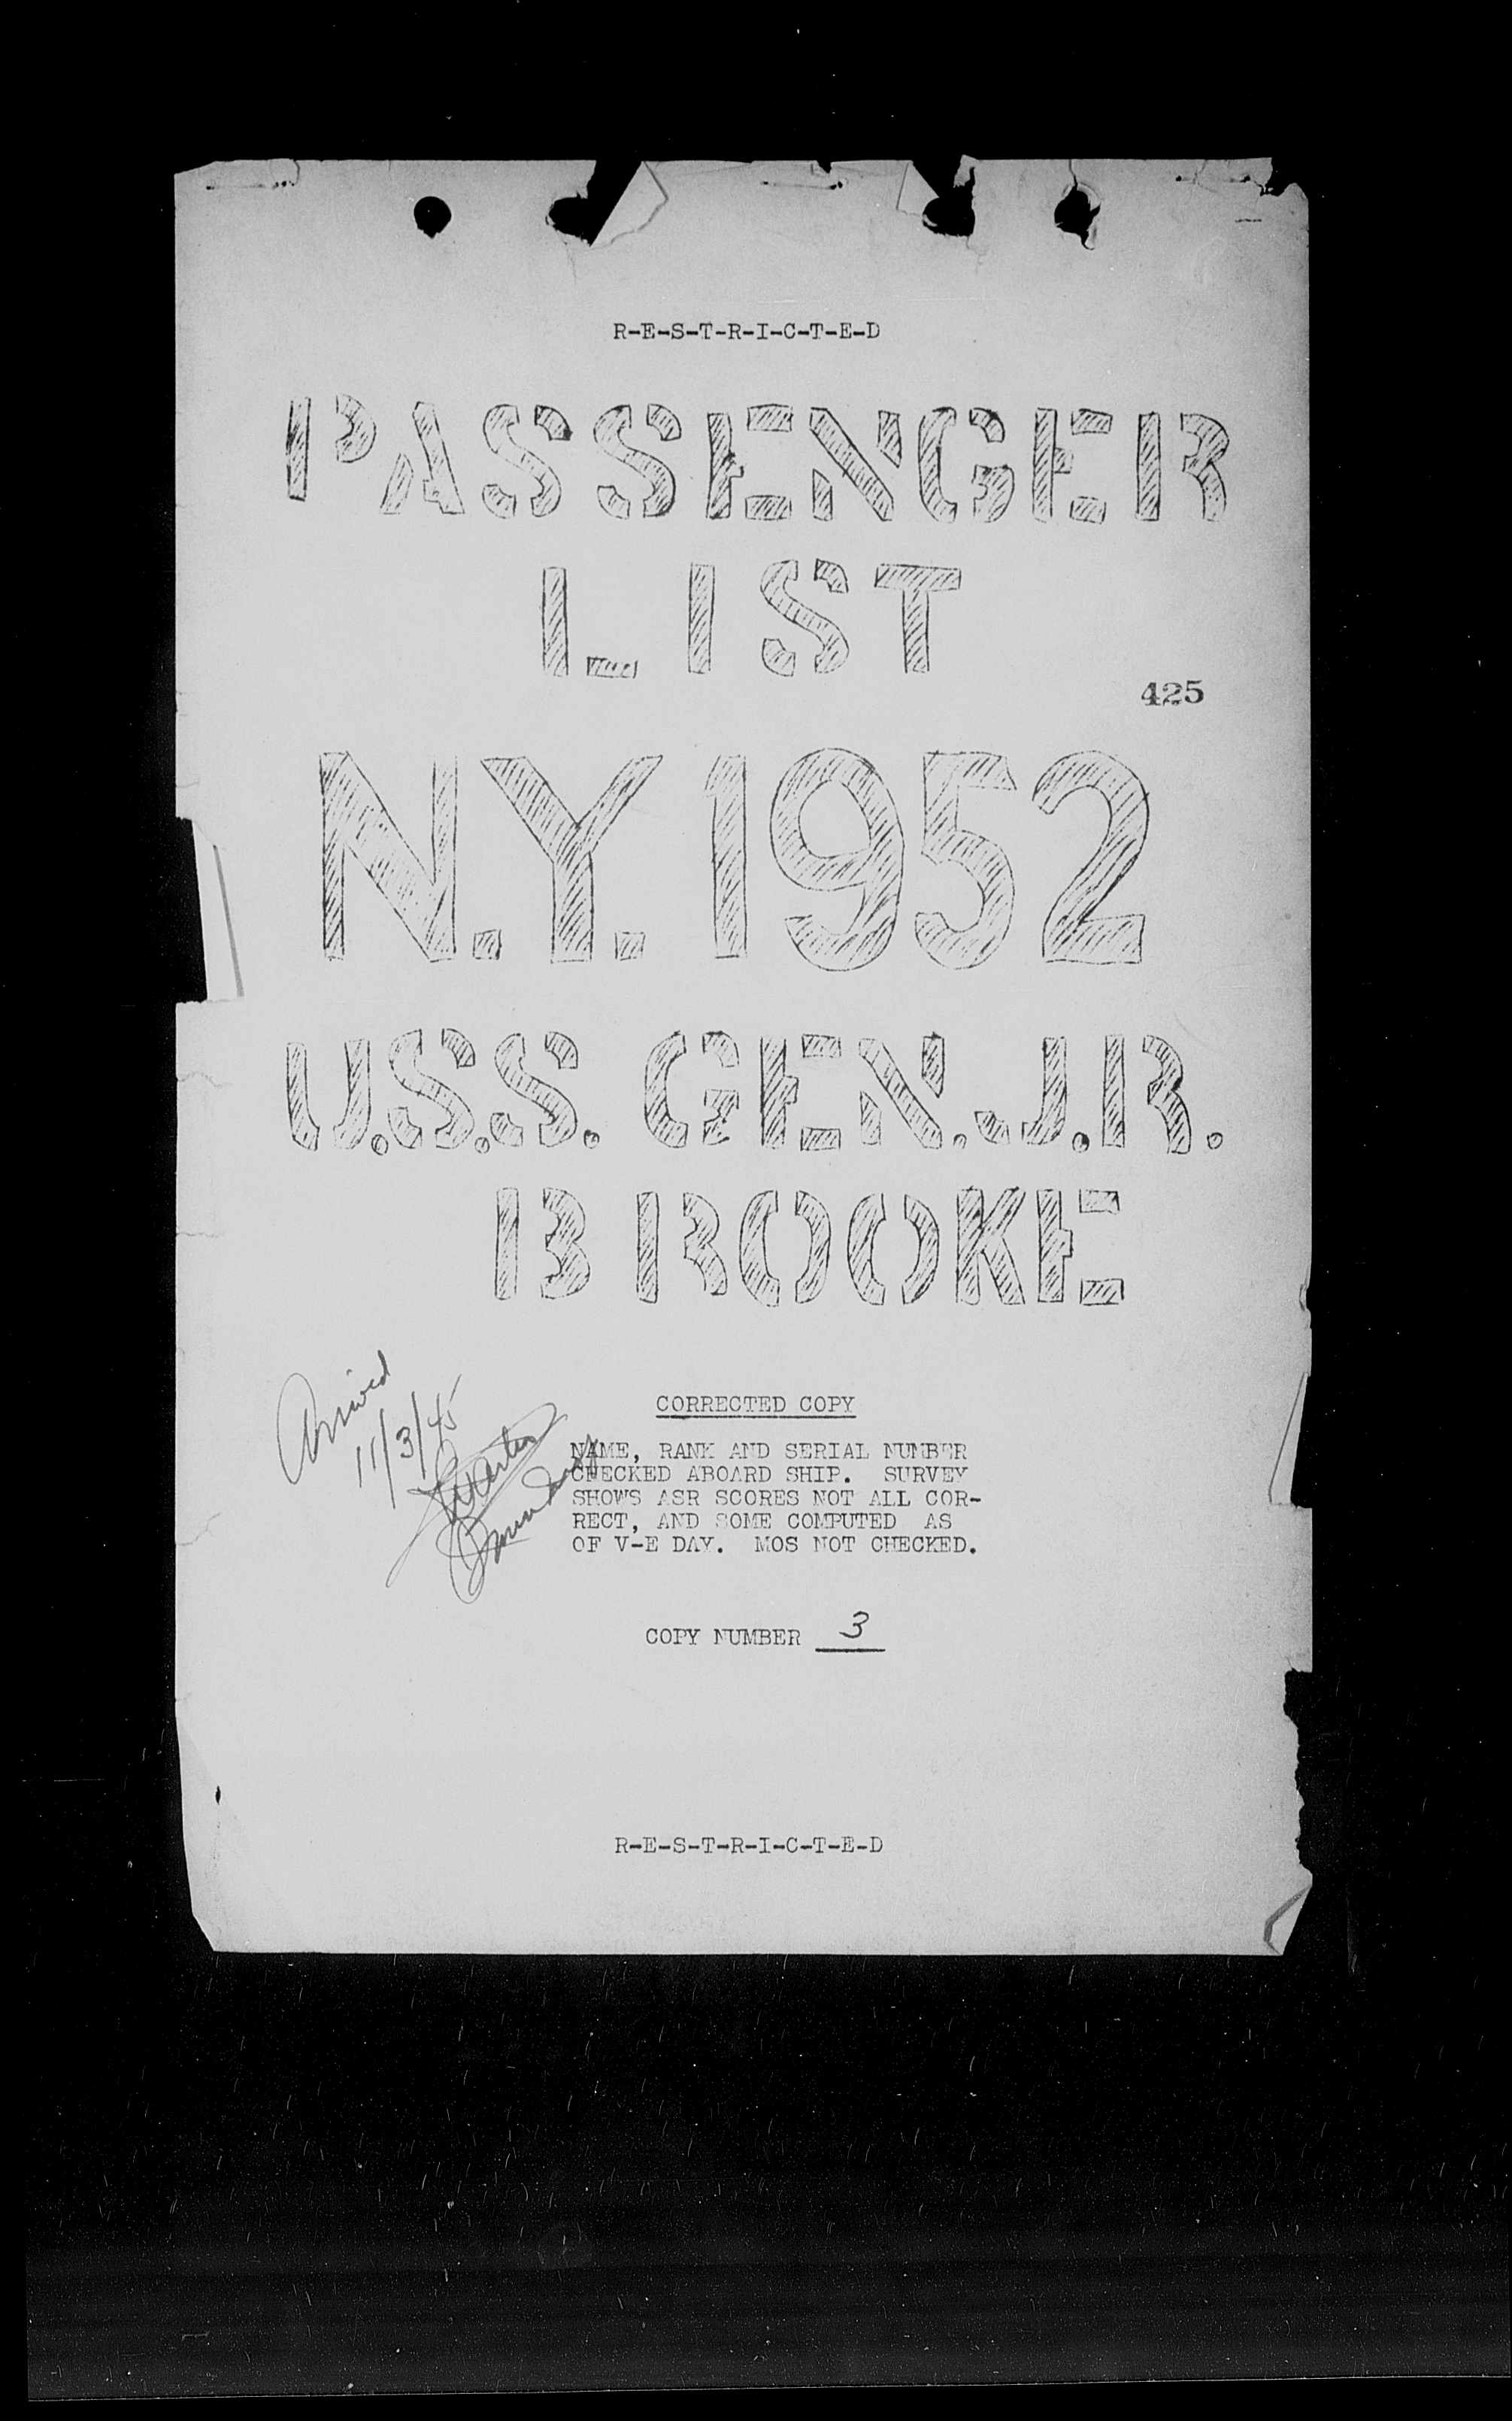 R-E-S-T-R-I-C-T-E-D
PASSENGER
LIST
425
N.Y. 1952
U.S.S. GEN. J.R.
BROOKE
Arrived
11/3/45
CORRECTED COPY
NAME, RANK AND SERIAL NUMBER
CHECKED ABOARD SHIP. SURVEY
SHOWS ASR SCORES NOT ALL COR-
RECT, AND SOME COMPUTED AS
OF V-E DAY. MOS NOT CHECKED.
COPY NUMBER 3
R-E-S-T-R-I-C-T-E-D